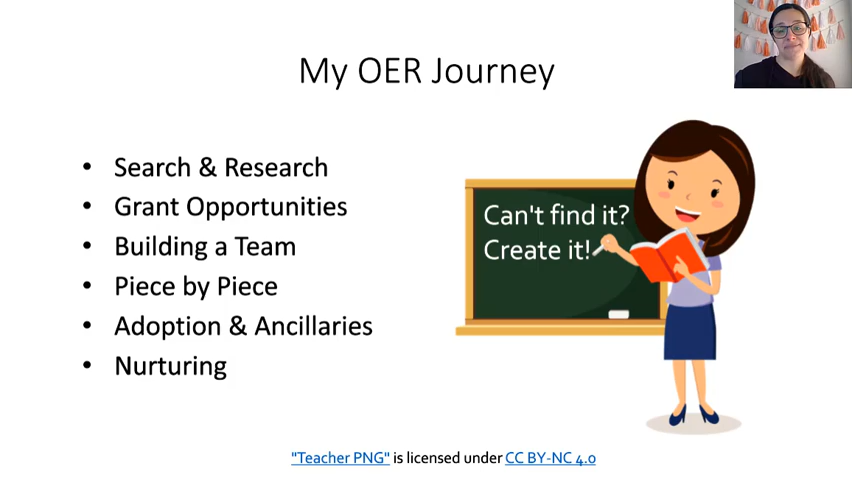 My OER Journey
• Search & Research
• Grant Opportunities
• Building a Team
• Piece by Piece
• Adoption & Ancillaries
• Nurturing
Can't find it?
Create it!
"Teacher PNG" is licensed under CC BY-NC 4.0